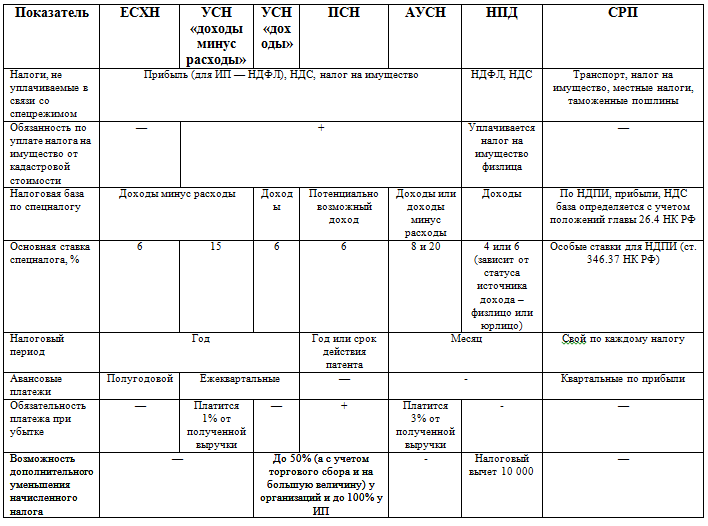 Показатель
ЕСХН
УСН
«доходы
минус
расходы»
УСН
«дох
оды»
ПСН
АУСН
НПД
СРП
Налоги, не
уплачиваемые в
связи со
спецрежимом
Прибыль (для ИП — НДФЛ), НДС, налог на имущество
НДФЛ, НДС
Транспорт, налог на
имущество, местные налоги,
таможенные пошлины
Обязанность по
уплате налога на
имущество от
кадастровой
стоимости
—
+
Уплачивается
налог на
имущество
физлица
—
Налоговая база
по спецналогу
Доходы минус расходы
Доход
ы
Потенциально
возможный
доход
Доходы или
доходы
минус
расходы
Доходы
По НДПИ, прибыли, НДС
база определяется с учетом
положений главы 26.4 НК РФ
Основная ставка
спецналога, %
6
15
6
6
8 и 20
4 или 6
(зависит от
статуса
источника
дохода –
физлицо или
юрлицо)
Особые ставки для НДПИ (ст.
346.37 НК РФ)
Налоговый
период
Год
Год или срок
действия
патента
Месяц
Свой по каждому налогу
Авансовые
платежи
Полугодовой
Ежеквартальные
—
-
Квартальные по прибыли
Обязательность
платежа при
убытке
—
Платится
1% от
полученной
выручки
—
+
Платится
3% от
полученной
выручки
-
—
Возможность
дополнительного
уменьшения
начисленного
налога
—
До 50% (а с учетом
торгового сбора и на
большую величину) у
организаций и до 100% у
ИП
-
Налоговый
вычет 10 000
—